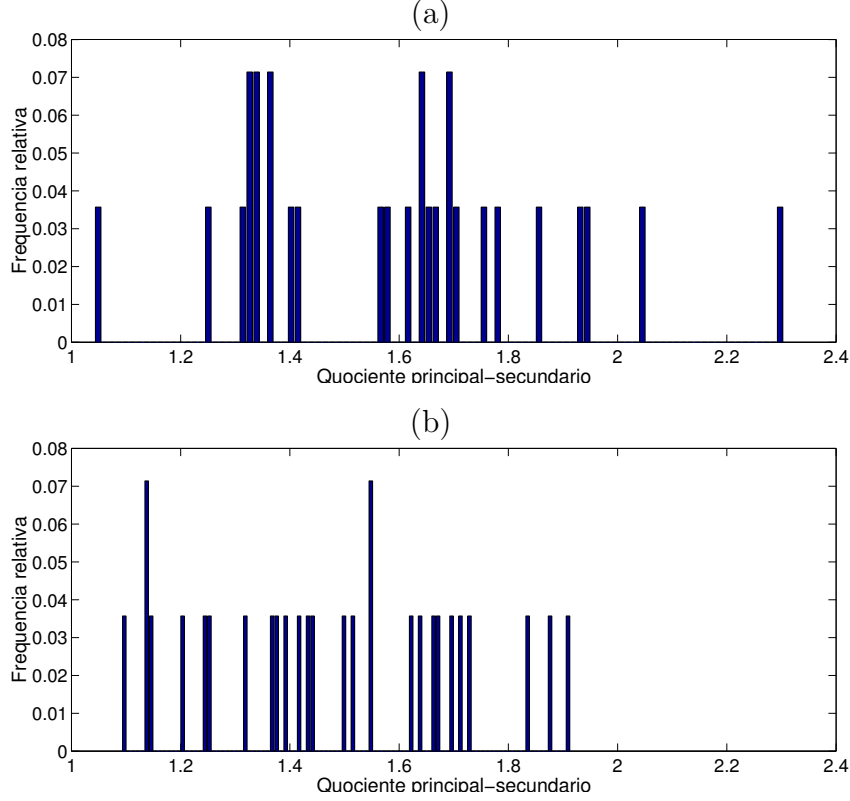 (a)
0.08
0.07
0.06
0.05
0.04
0.03
0.02
0.01
0
Frequencia relativa
1 1.2 1.4 1.6 1.8 2 2.2 2.4
Quociente principal−secundario
(b)
0.08
0.07
0.06
0.05
0.04
0.03
0.02
0.01
0
Frequencia relativa
1 1.2 1.4 1.6 1.8 2 2.2 2.4
Quociente principal−secundario